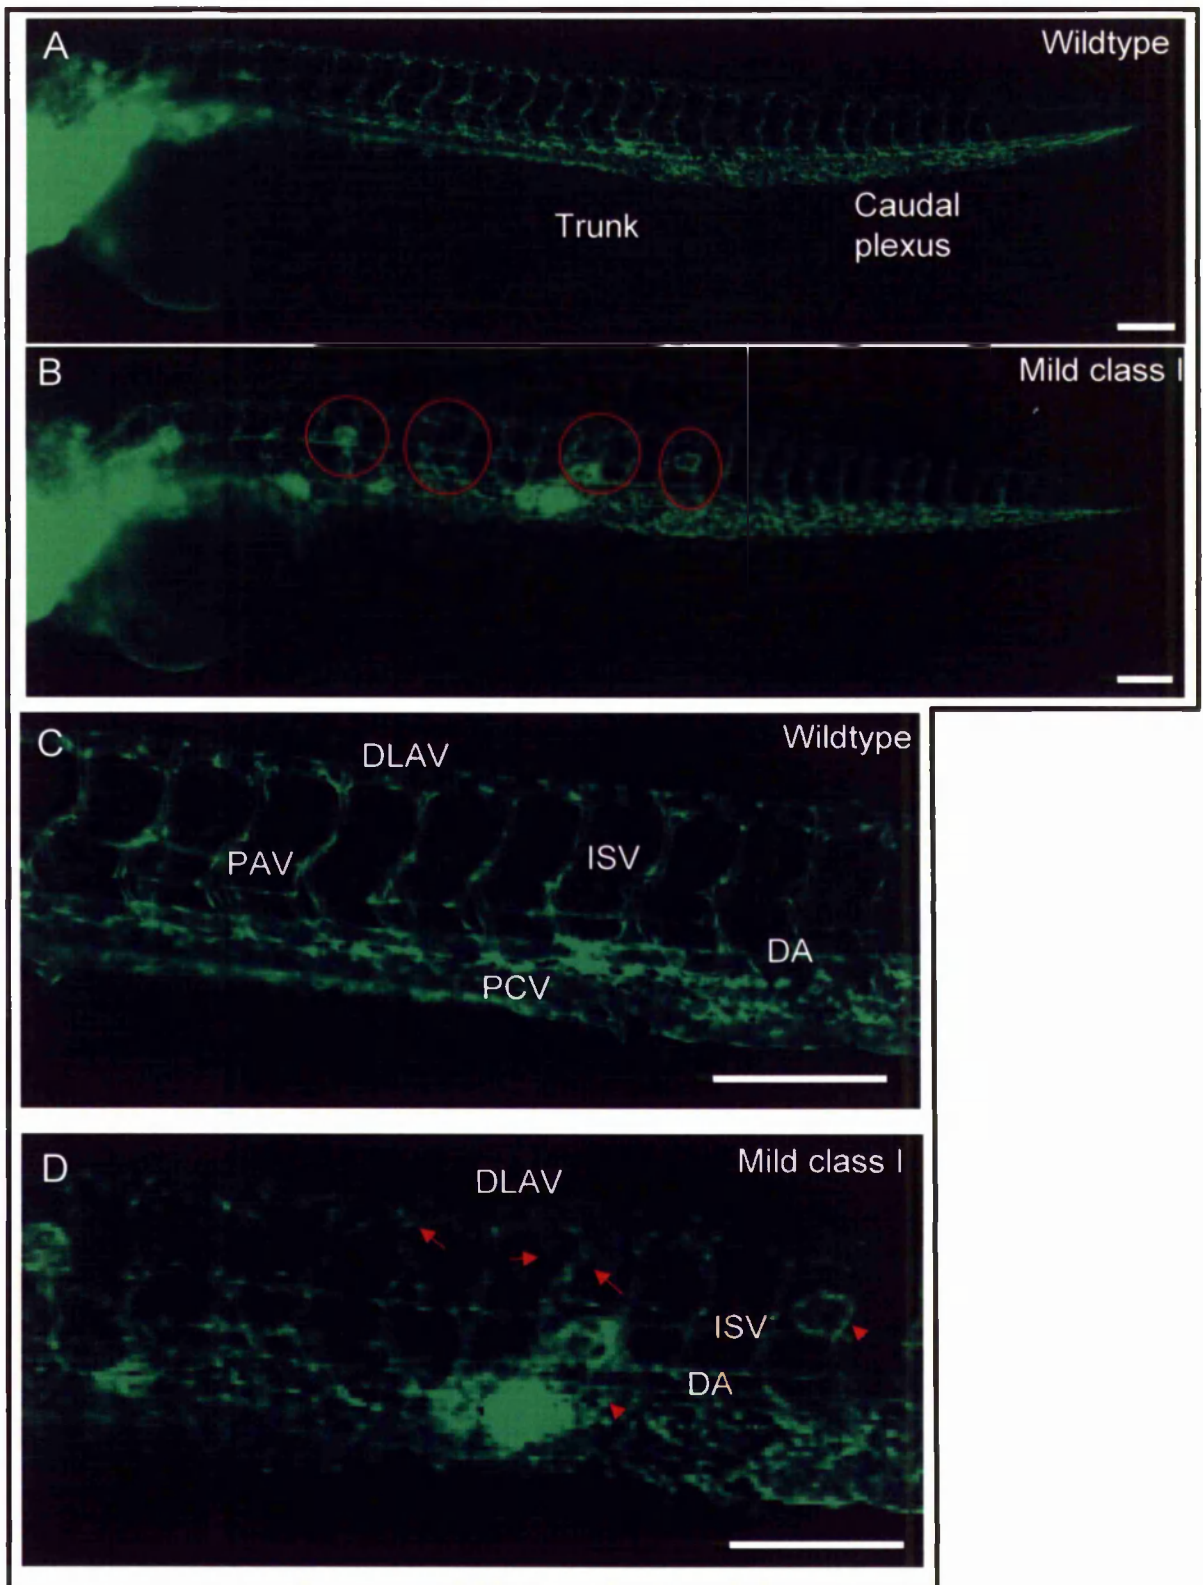 A
Wildtype
Trunk
Caudal
plexus
B
Mild class I
C
Wildtype
DLAV
PAV
ISV
DA
PCV
D
Mild class I
DLAV
ISV
DA